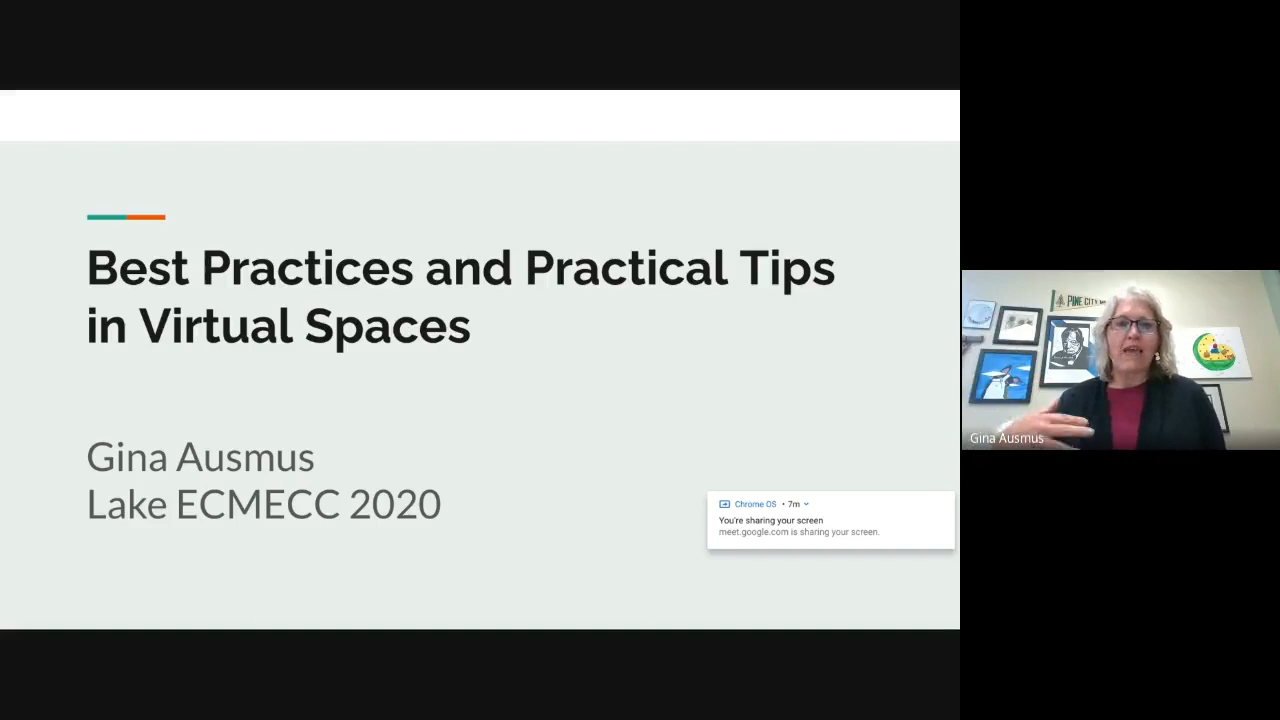 Best Practices and Practical Tips
in Virtual Spaces
Gina Ausmus
Lake ECMECC 2020
Chrome OS • 7m
You're sharing your screen
meet.google.com is sharing your screen.
PINE CITY
Gina Ausmus